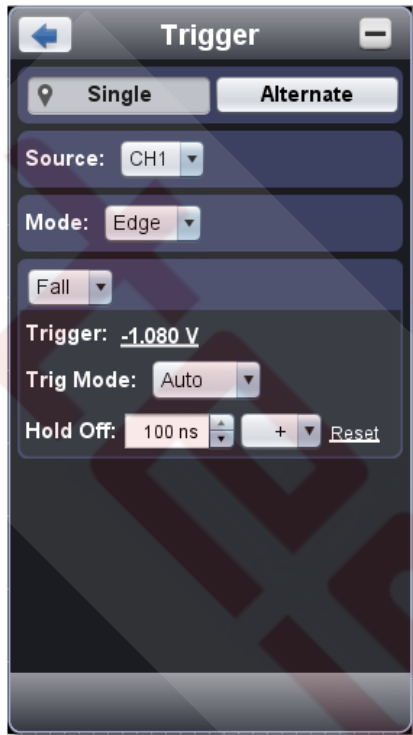 Trigger
Single Alternate
Source: CH1
Mode: Edge
Fall
Trigger: -1.080 V
Trig Mode: Auto
Hold Off: 100 ns + Reset